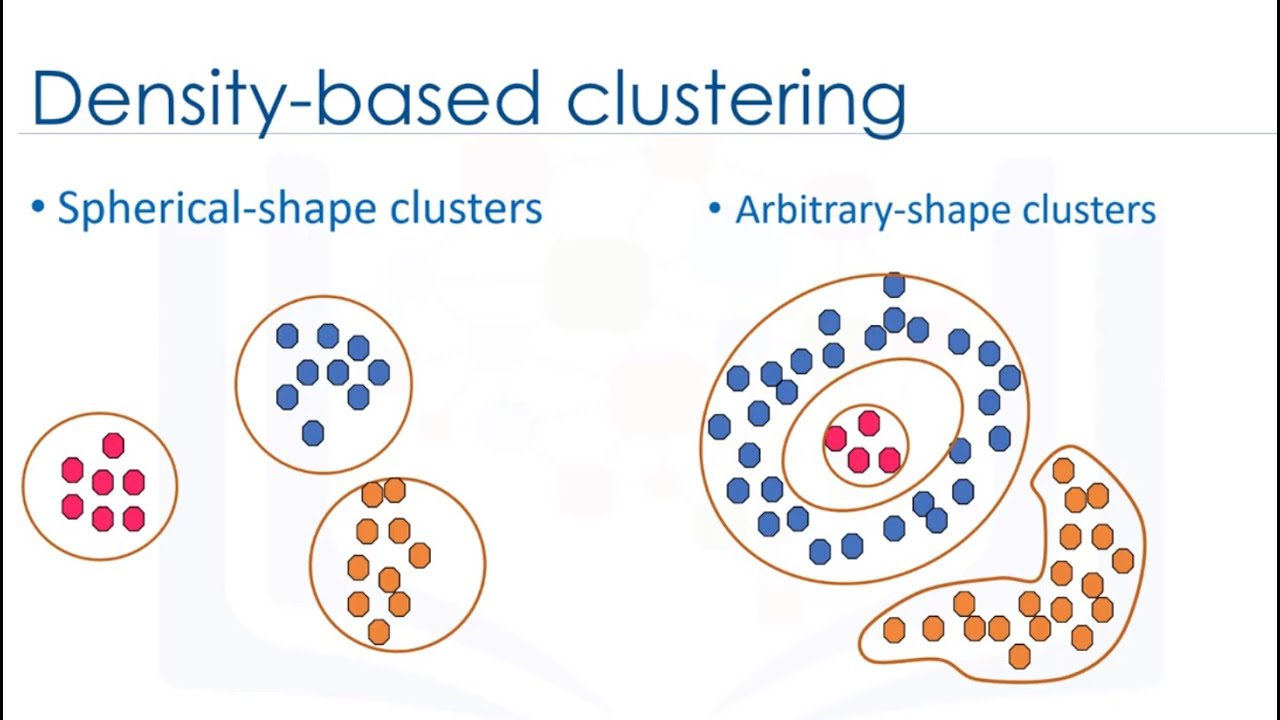 Density-based clustering
• Spherical-shape clusters
• Arbitrary-shape clusters